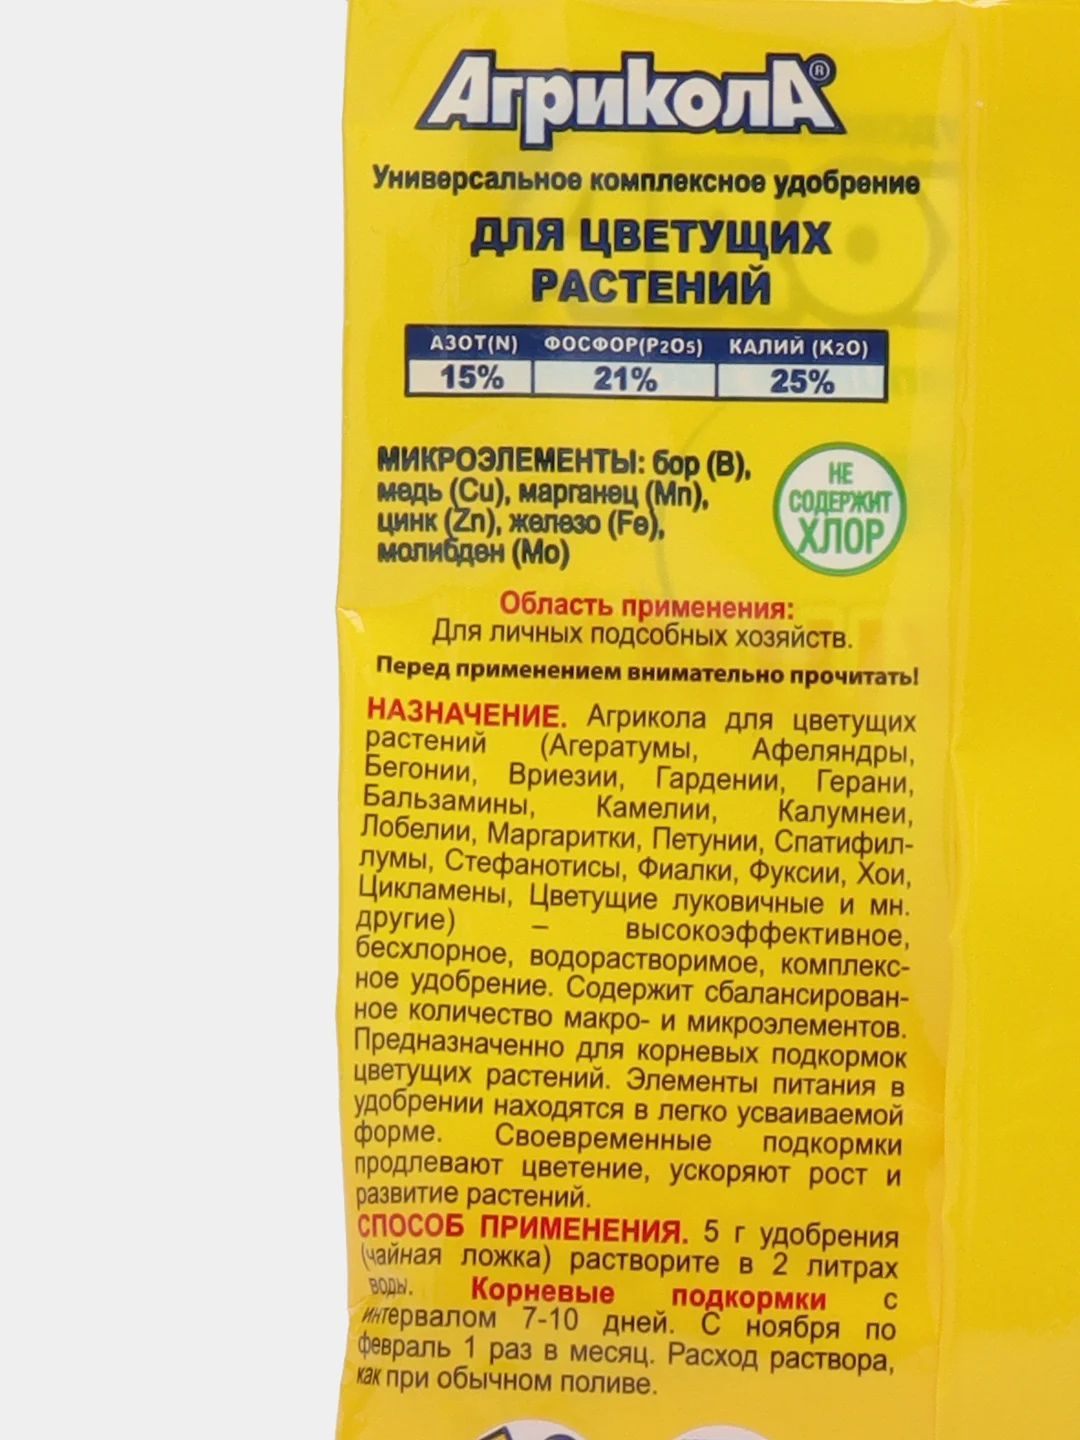 АгриколА®
Универсальное комплексное удобрение
ДЛЯ ЦВЕТУЩИХ
РАСТЕНИЙ
АЗОТ(N) ФОСФОР(P2O5) КАЛИЙ (K2O)
15% 21% 25%
МИКРОЭЛЕМЕНТЫ: бор (B),
медь (Cu), марганец (Mn),
цинк (Zn), железо (Fe),
молибден (Mo)
НЕ
СОДЕРЖИТ
ХЛОР
Область применения:
Для личных подсобных хозяйств.
Перед применением внимательно прочитать!
НАЗНАЧЕНИЕ. Агрикола для цветущих
растений (Агератумы, Афеляндры,
Бегонии, Вриезии, Гардении, Герани,
Бальзамины, Камелии, Калумнеи,
Лобелии, Маргаритки, Петунии, Спатифил-
лумы, Стефанотисы, Фиалки, Фуксии, Хои,
Цикламены, Цветущие луковичные и мн.
другие) – высокоэффективное,
бесхлорное, водорастворимое, комплекс-
ное удобрение. Содержит сбалансирован-
ное количество макро- и микроэлементов.
Предназначенно для корневых подкормок
цветущих растений. Элементы питания в
удобрении находятся в легко усваиваемой
форме. Своевременные подкормки
продлевают цветение, ускоряют рост и
развитие растений.
СПОСОБ ПРИМЕНЕНИЯ. 5 г удобрения
(чайная ложка) растворите в 2 литрах
воды. Корневые подкормки с
интервалом 7-10 дней. С ноября по
февраль 1 раз в месяц. Расход раствора,
как при обычном поливе.